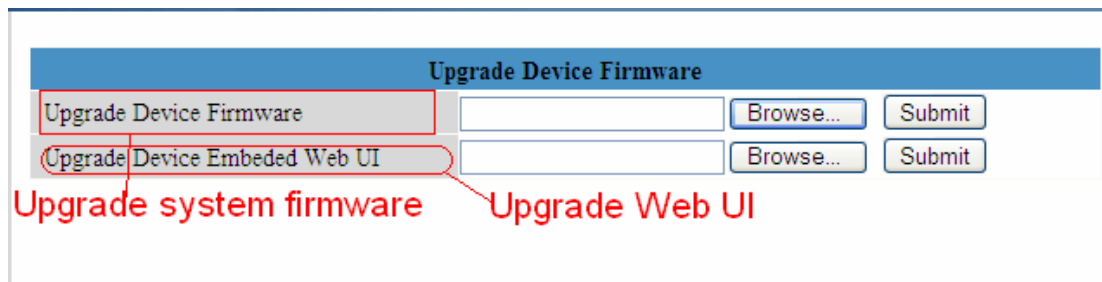 Upgrade Device Firmware
Upgrade Device Firmware Browse... Submit
Upgrade Device Embeded Web UI Browse... Submit
Upgrade system firmware Upgrade Web UI